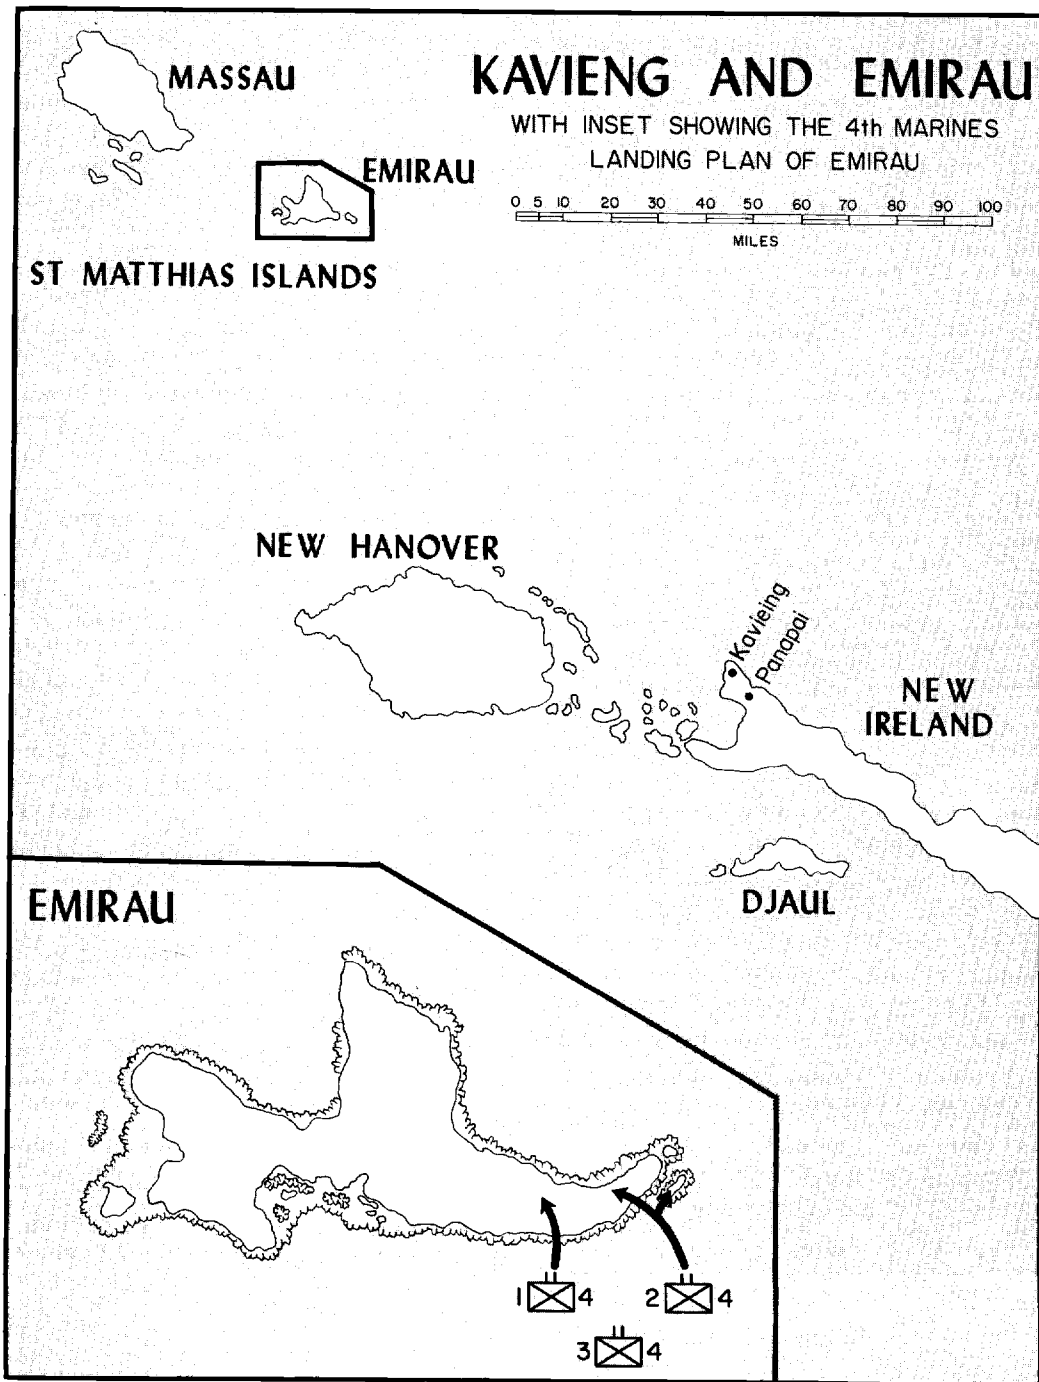 KAVIENG AND EMIRAU
WITH INSET SHOWING THE 4th MARINES
LANDING PLAN OF EMIRAU
0 5 10 20 30 40 50 60 70 80 90 100
MILES
MASSAU
EMIRAU
ST MATTHIAS ISLANDS
NEW HANOVER
Kavieing
Panapai
NEW
IRELAND
DJAUL
EMIRAU
1 4
2 4
3 4